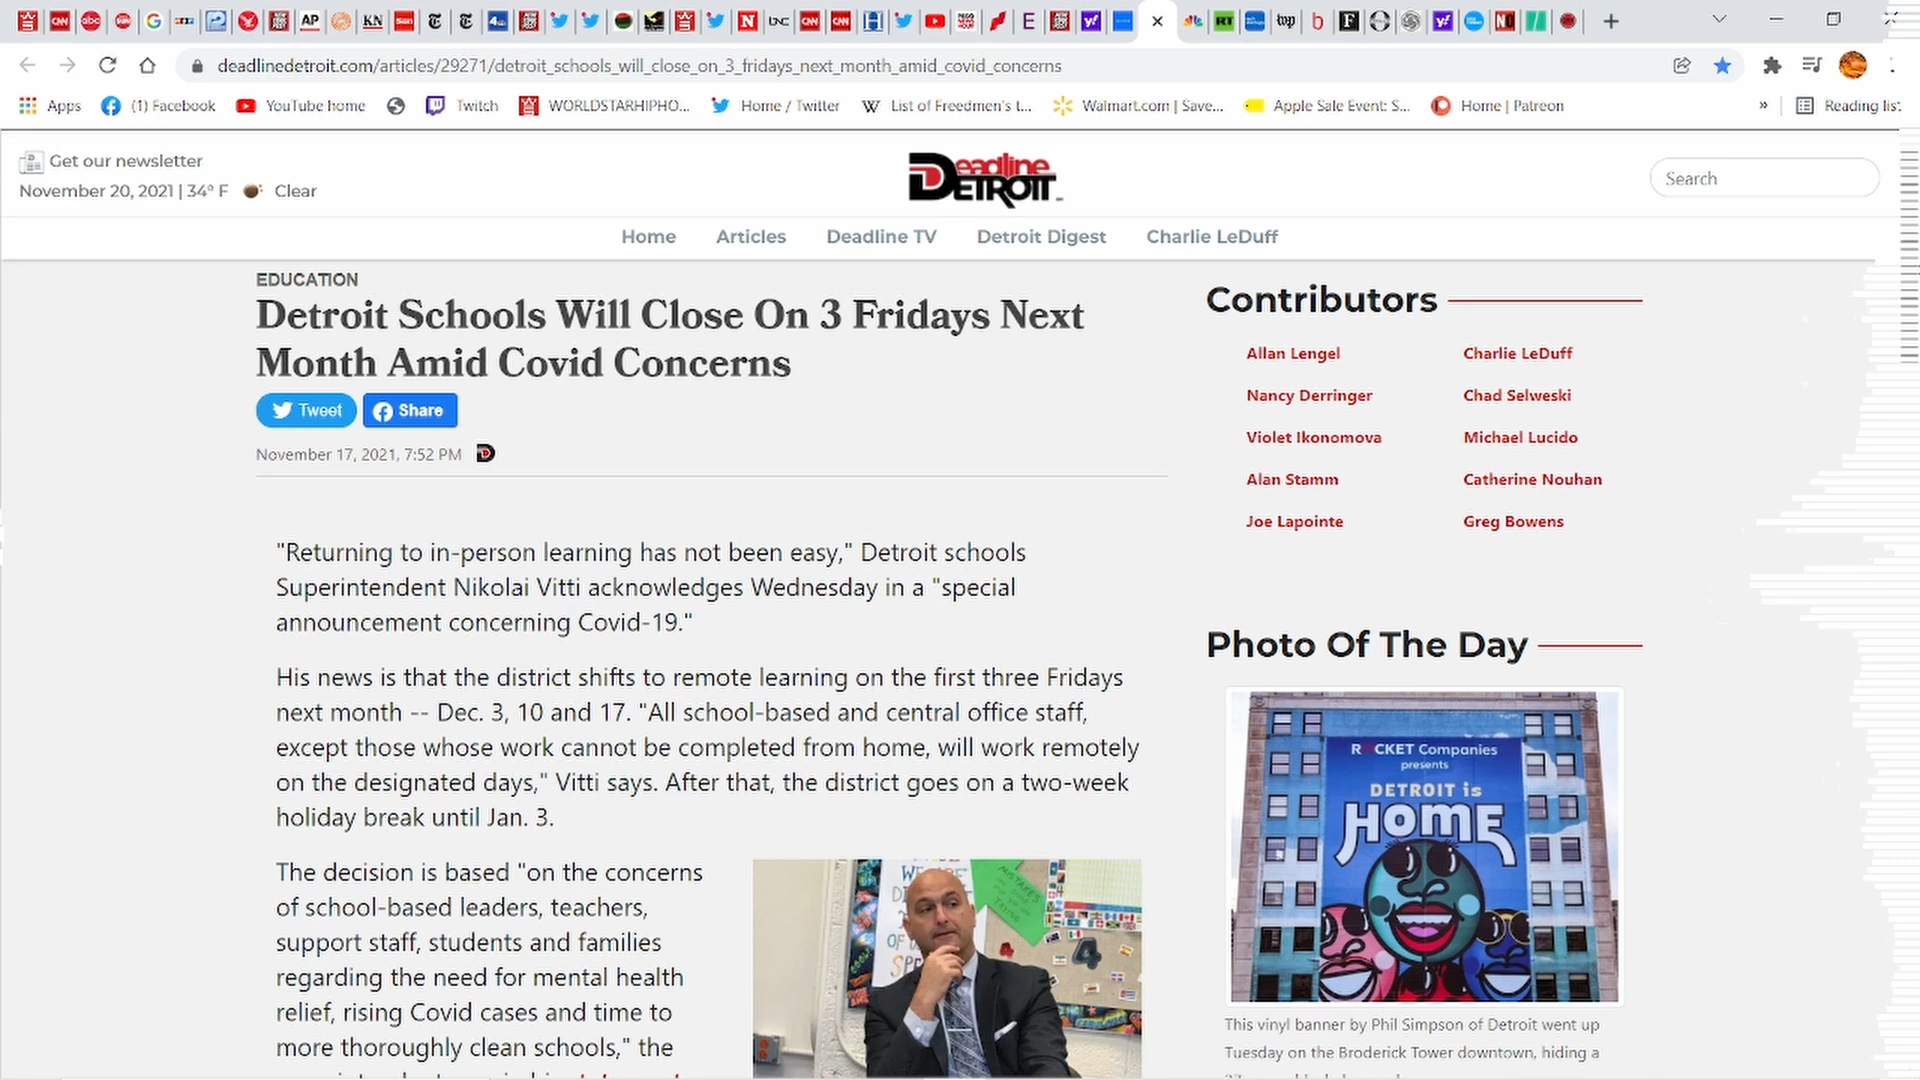 deadlinedetroit.com/articles/29271/detroit_schools_will_close_on_3_fridays_next_month_amid_covid_concerns
Apps
(1) Facebook
YouTube home
Twitch
WORLDSTARHIPHO...
Home / Twitter
List of Freedmen's t...
Walmart.com | Save...
Apple Sale Event: S...
Home | Patreon
»
Reading list
Get our newsletter
November 20, 2021 | 34° F Clear
Deadline
DETROIT
Search
Home
Articles
Deadline TV
Detroit Digest
Charlie LeDuff
EDUCATION
Detroit Schools Will Close On 3 Fridays Next
Month Amid Covid Concerns
Tweet
Share
November 17, 2021, 7:52 PM
"Returning to in-person learning has not been easy," Detroit schools
Superintendent Nikolai Vitti acknowledges Wednesday in a "special
announcement concerning Covid-19."
His news is that the district shifts to remote learning on the first three Fridays
next month -- Dec. 3, 10 and 17. "All school-based and central office staff,
except those whose work cannot be completed from home, will work remotely
on the designated days," Vitti says. After that, the district goes on a two-week
holiday break until Jan. 3.
The decision is based "on the concerns
of school-based leaders, teachers,
support staff, students and families
regarding the need for mental health
relief, rising Covid cases and time to
more thoroughly clean schools," the
MISTAKES
4
Contributors
Allan Lengel
Charlie LeDuff
Nancy Derringer
Chad Selweski
Violet Ikonomova
Michael Lucido
Alan Stamm
Catherine Nouhan
Joe Lapointe
Greg Bowens
Photo Of The Day
ROCKET Companies
presents
DETROIT is
HOME
This vinyl banner by Phil Simpson of Detroit went up
Tuesday on the Broderick Tower downtown, hiding a